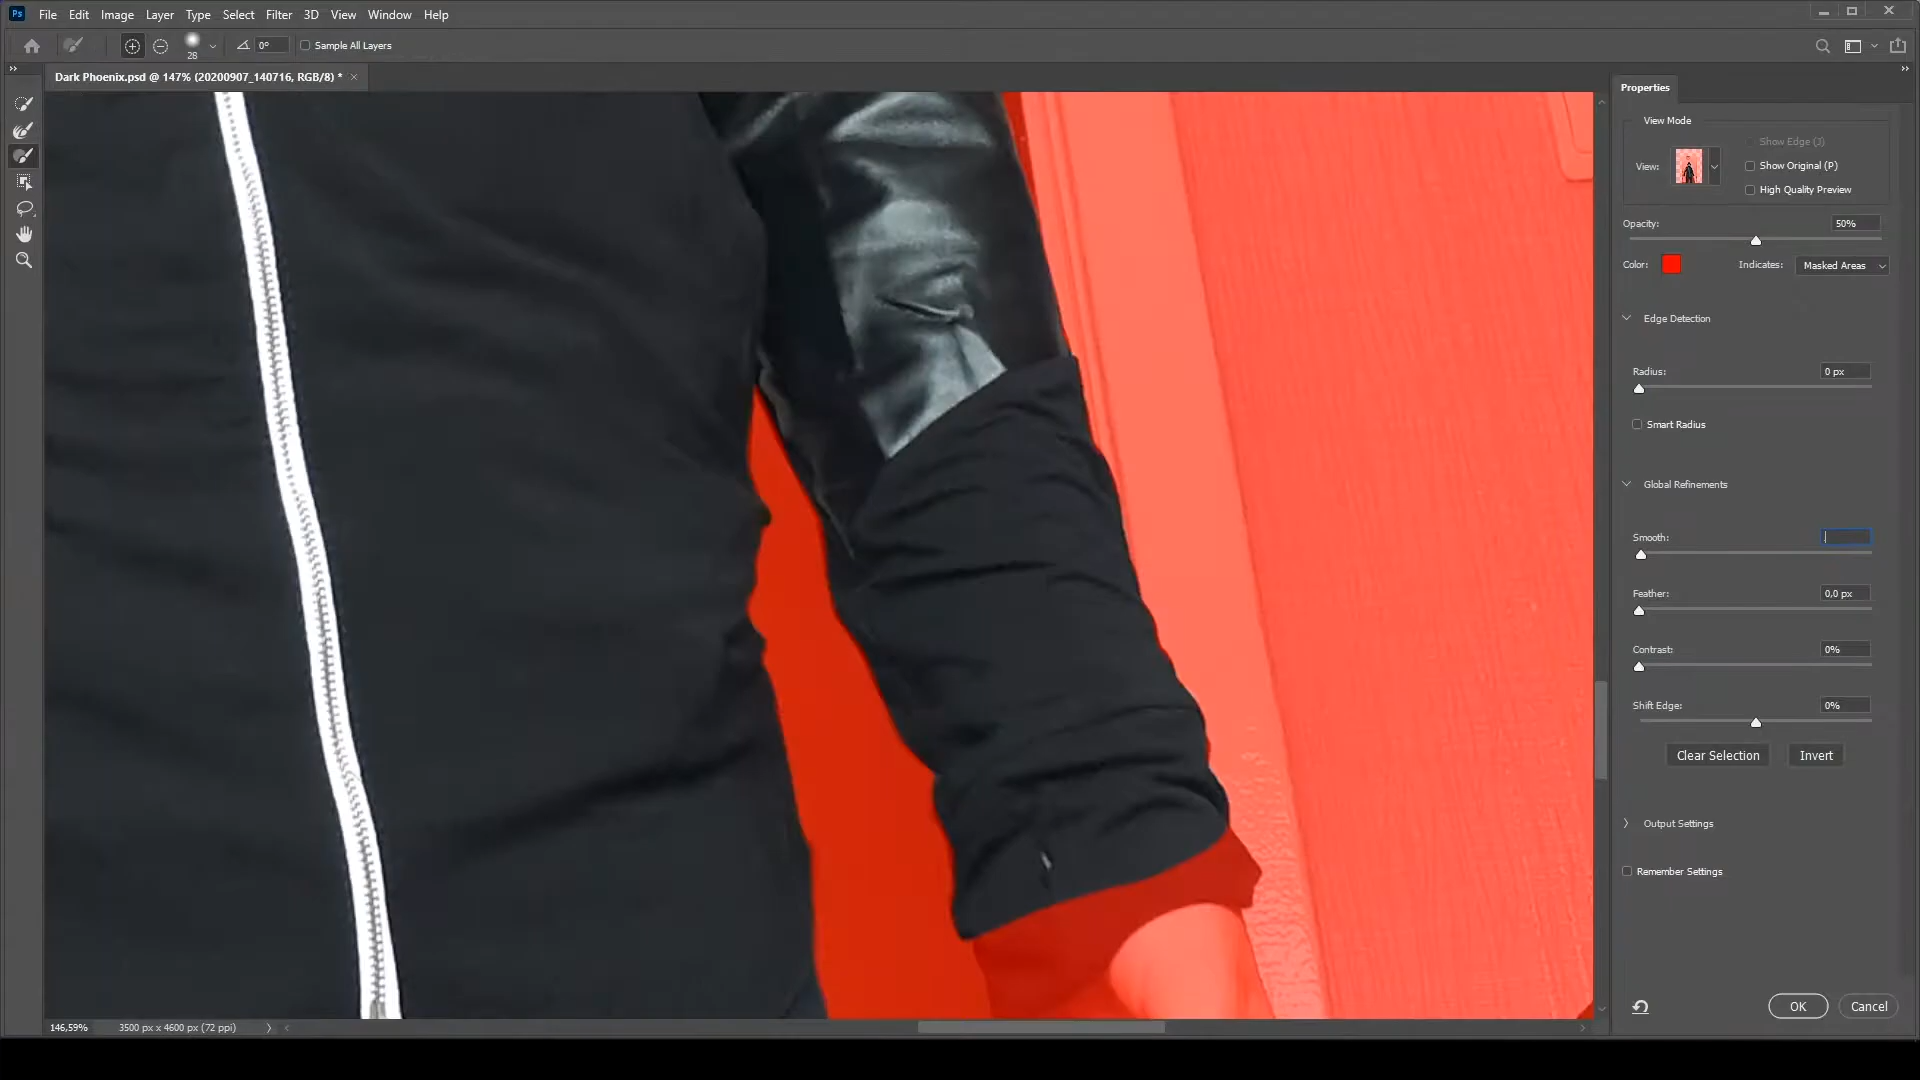 Ps File Edit Image Layer Type Select Filter 3D View Window Help
28 0° Sample All Layers
Dark Phoenix.psd @ 147% (20200907_140716, RGB/8) * ×
Properties
View Mode
Show Edge (J)
View:
Show Original (P)
High Quality Preview
Opacity: 50%
Color: Indicates: Masked Areas
Edge Detection
Radius: 0 px
Smart Radius
Global Refinements
Smooth:
Feather: 0,0 px
Contrast: 0%
Shift Edge: 0%
Clear Selection Invert
Output Settings
Remember Settings
OK Cancel
146,59% 3500 px x 4600 px (72 ppi)